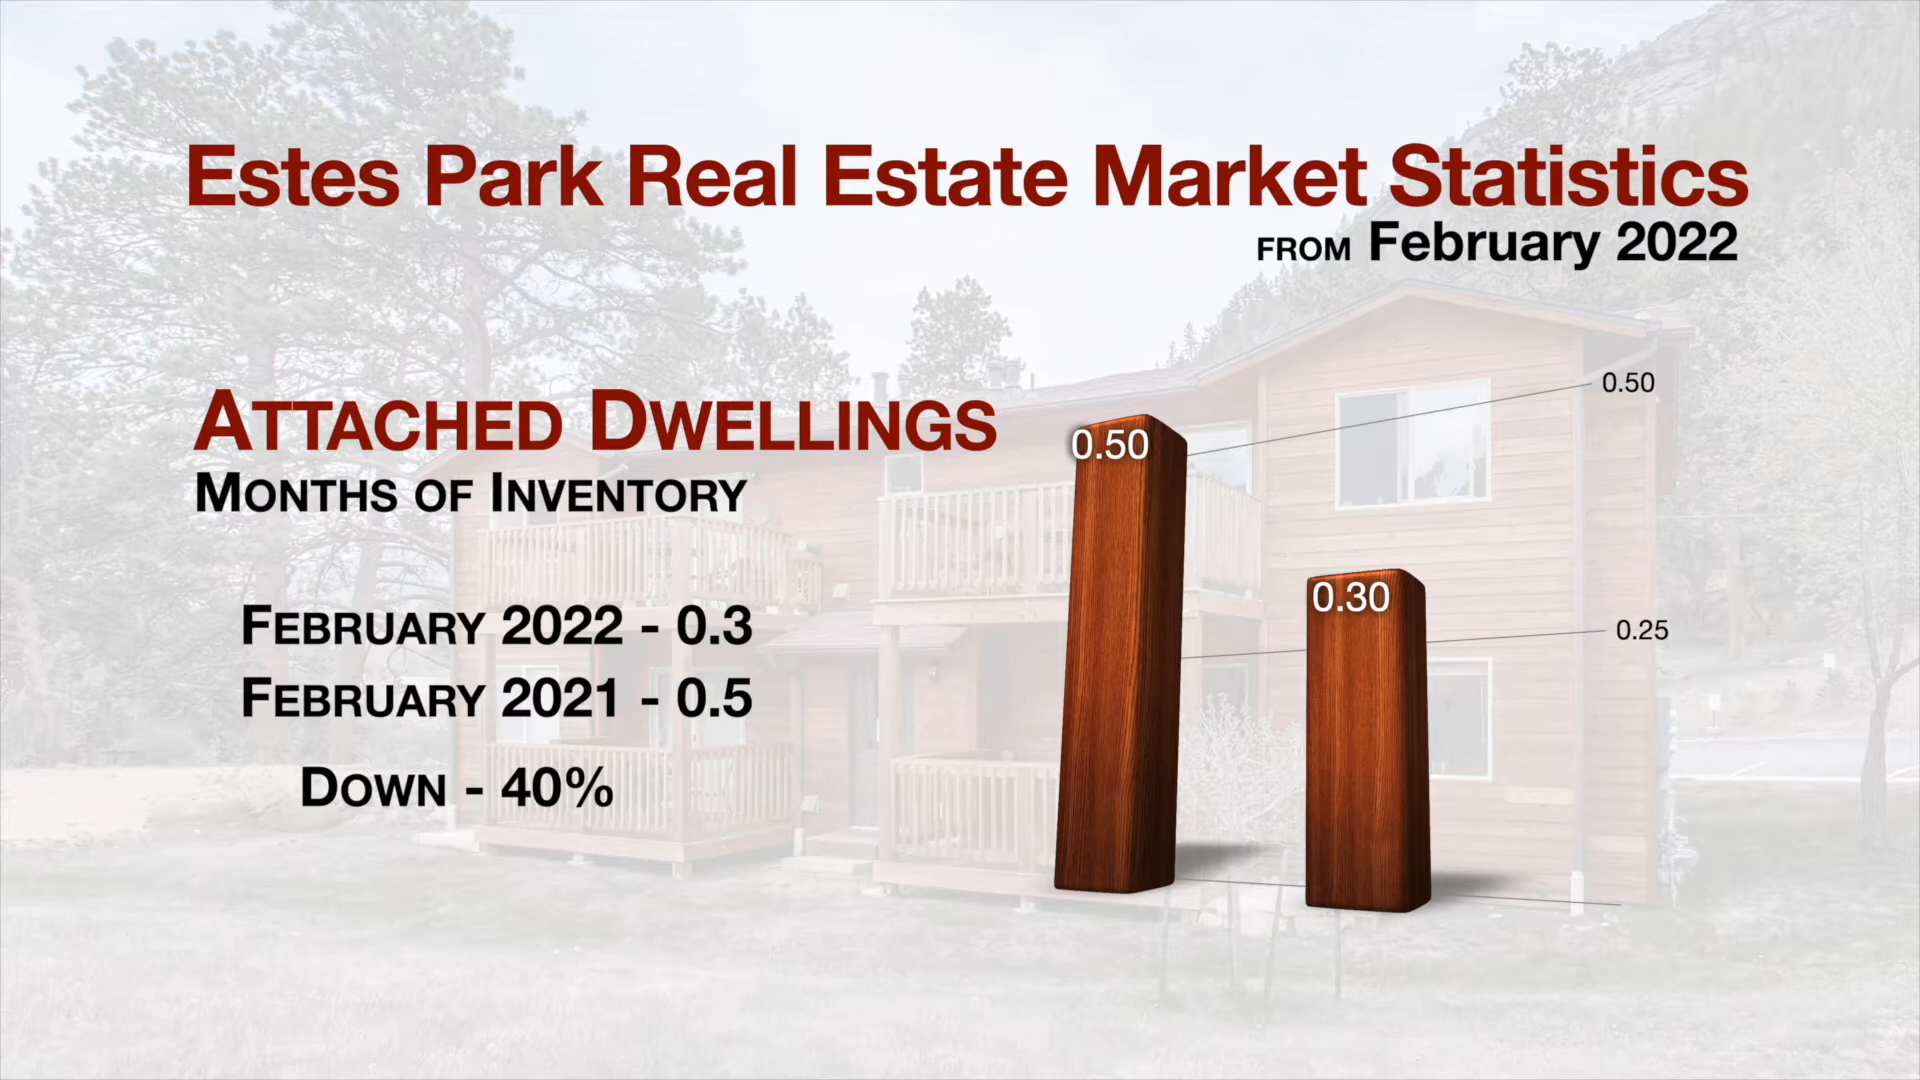 Estes Park Real Estate Market Statistics
FROM February 2022
ATTACHED DWELLINGS
MONTHS OF INVENTORY
FEBRUARY 2022 - 0.3
FEBRUARY 2021 - 0.5
DOWN - 40%
0.50
0.30
0.50
0.25